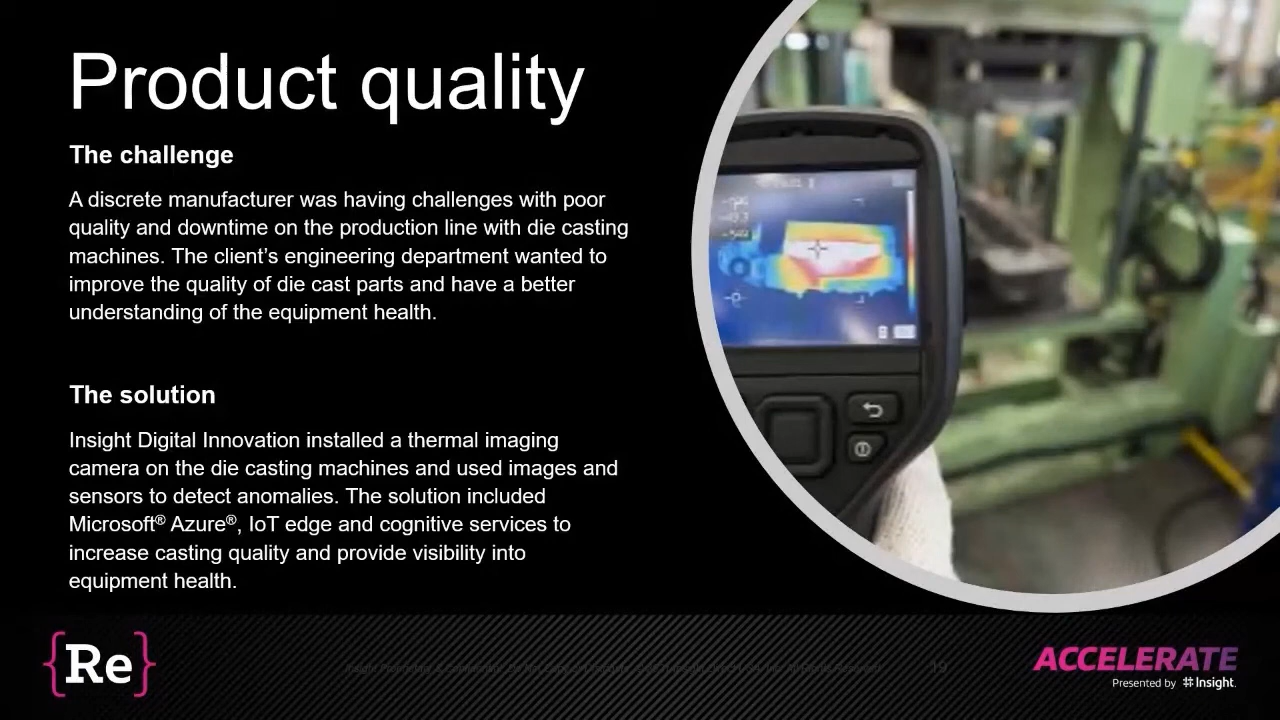 Product quality
The challenge
A discrete manufacturer was having challenges with poor
quality and downtime on the production line with die casting
machines. The client’s engineering department wanted to
improve the quality of die cast parts and have a better
understanding of the equipment health.
The solution
Insight Digital Innovation installed a thermal imaging
camera on the die casting machines and used images and
sensors to detect anomalies. The solution included
Microsoft® Azure®, IoT edge and cognitive services to
increase casting quality and provide visibility into
equipment health.
{Re}
19
ACCELERATE
Presented by Insight.